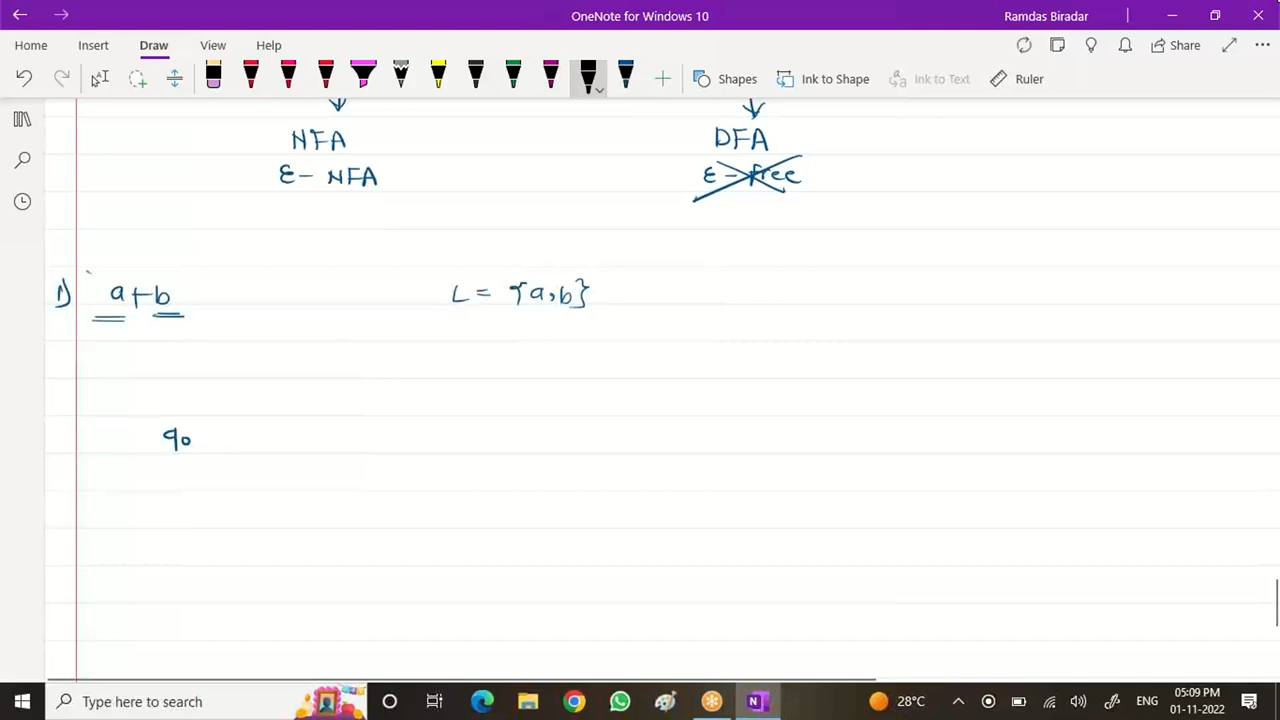 OneNote for Windows 10
Ramdas Biradar
Home Insert Draw View Help
Share
Shapes Ink to Shape Ink to Text Ruler
NFA DFA
ε - NFA ε - free
1) a+b L = {a,b}
q0
Type here to search
28°C ENG 05:09 PM
01-11-2022